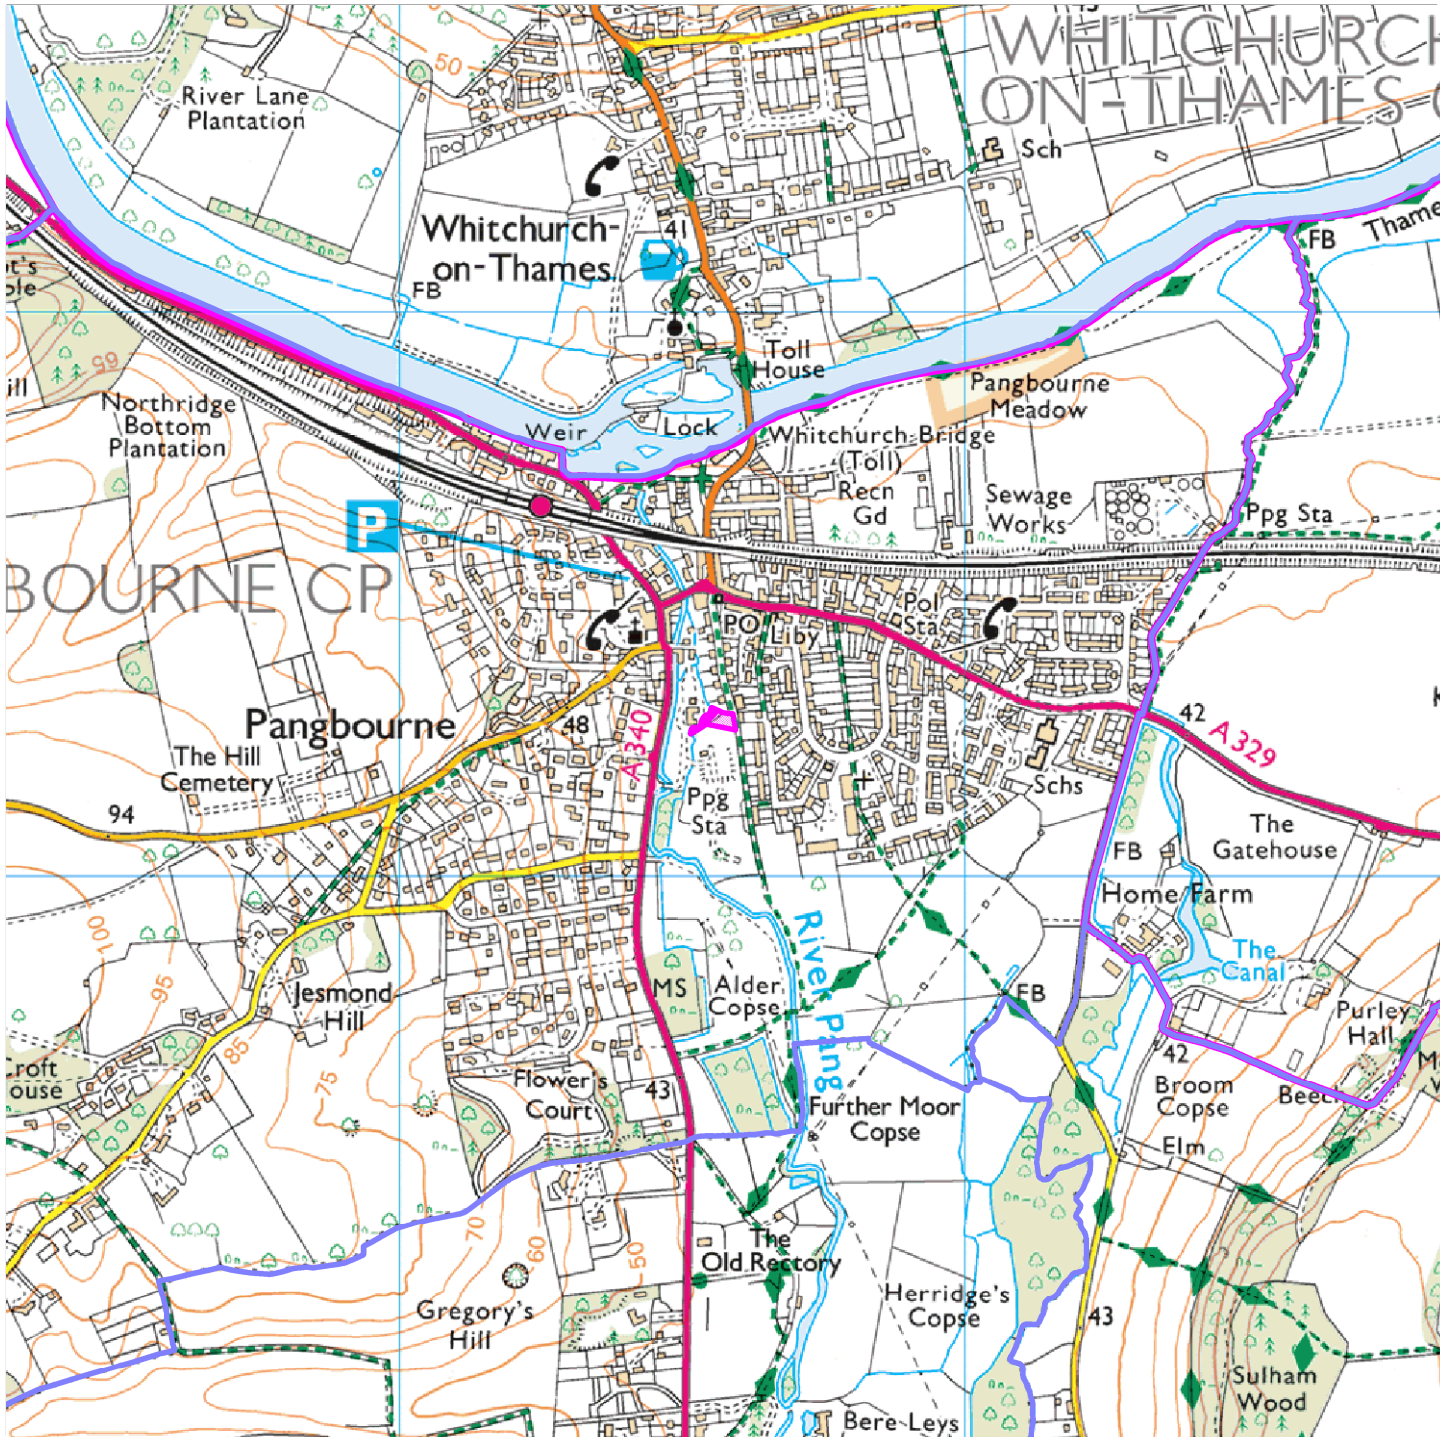 WHITCHURCH
ON-THAMES
50
River Lane
Plantation
Sch
Whitchurch-
on-Thames
41
FB
FB
Thame
65
ill
Toll
House
Northridge
Bottom
Plantation
Pangbourne
Meadow
Weir
Lock
Whitchurch Bridge
(Toll)
Recn
Gd
Sewage
Works
P
Ppg Sta
BOURNE CP
Pol
Sta
PO
Liby
Pangbourne
48
A 340
42
A 329
The Hill
Cemetery
94
Schs
Ppg
Sta
The
Gatehouse
FB
Home Farm
100
95
River Pang
The
Canal
MS
Alder
Copse
FB
Jesmond
Hill
Purley
Hall
85
75
42
43
Flower's
Court
Broom
Copse
Beech
Further Moor
Copse
Elm
70
60
50
The
Old Rectory
Herridge's
Copse
Gregory's
Hill
43
Sulham
Wood
Bere Leys